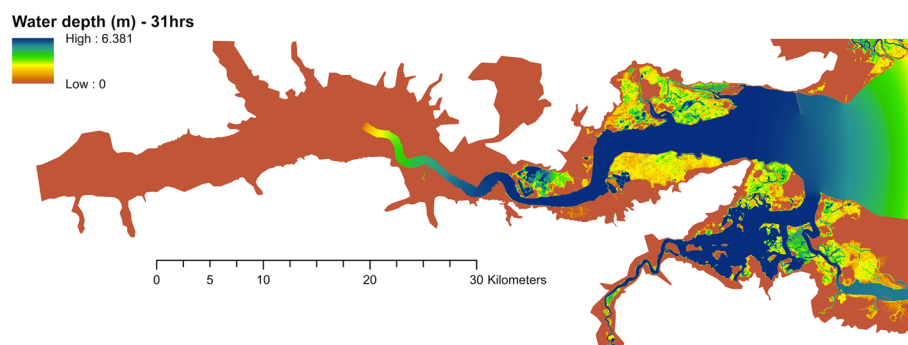 Water depth (m) - 31hrs
High : 6.381
Low : 0
0 5 10 20 30 Kilometers